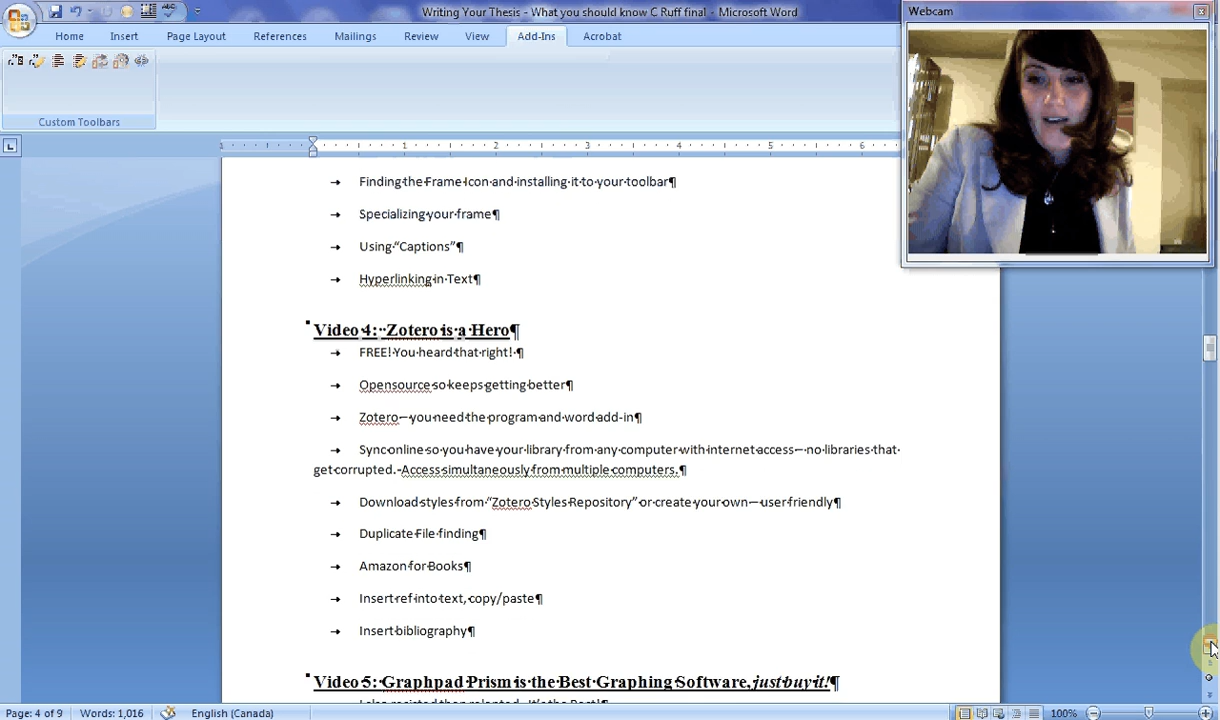 Writing Your Thesis - What you should know C Ruff final - Microsoft Word
Webcam
Home Insert Page Layout References Mailings Review View Add-Ins Acrobat
Custom Toolbars
1 1 2 3 4 5 6
Finding the Frame Icon and installing it to your toolbar¶
Specializing your frame¶
Using “Captions”¶
Hyperlinking in Text¶
Video 4: Zotero is a Hero¶
FREE! You heard that right! ¶
Opensource so keeps getting better¶
Zotero – you need the program and word add-in¶
Sync online so you have your library from any computer with internet access – no libraries that
get corrupted. Access simultaneously from multiple computers.¶
Download styles from “Zotero Styles Repository” or create your own – user friendly¶
Duplicate File finding¶
Amazon for Books¶
Insert ref into text, copy/paste¶
Insert bibliography¶
Video 5: Graphpad Prism is the Best Graphing Software, just buy it!¶
Page: 4 of 9 Words: 1,016 English (Canada) 100%